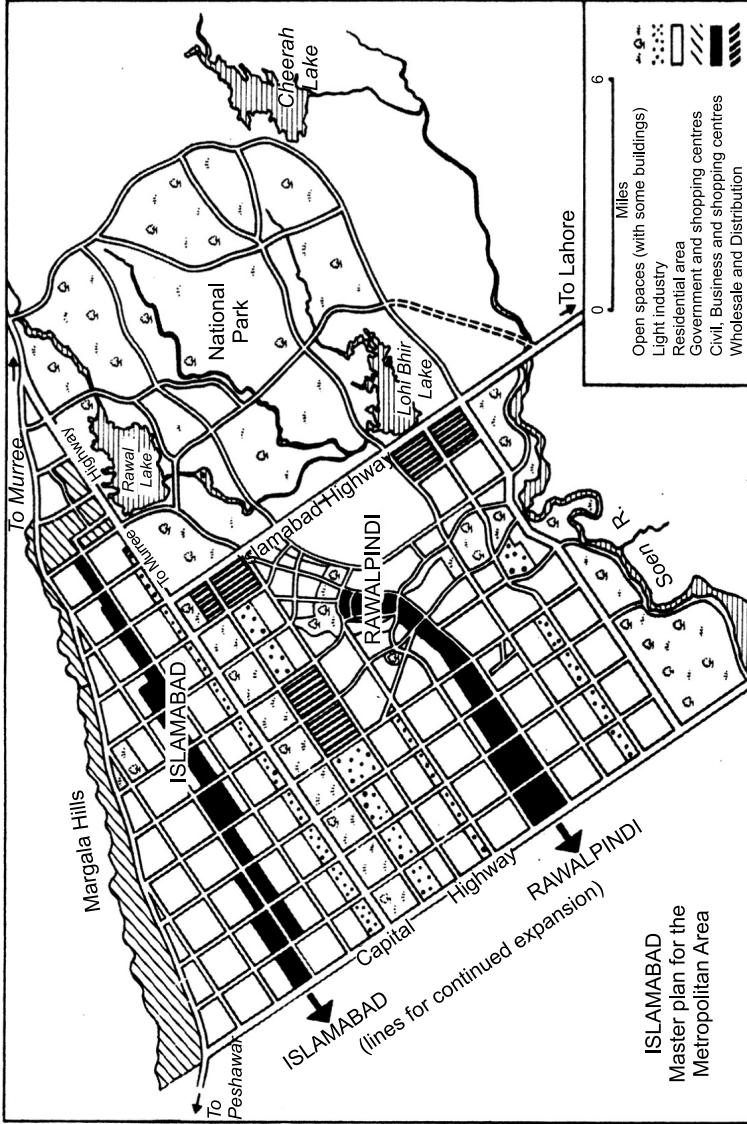 Cheerah
Lake
National
Park
Lohi Bhir
Lake
Rawal
Lake
To Murree
Highway
To Murree
Islamabad Highway
To Lahore
Soen R.
RAWALPINDI
ISLAMABAD
Margala Hills
Capital Highway
To
Peshawar
ISLAMABAD
RAWALPINDI
(lines for continued expansion)
ISLAMABAD
Master plan for the
Metropolitan Area
0 6
Miles
Open spaces (with some buildings)
Light industry
Residential area
Government and shopping centres
Civil, Business and shopping centres
Wholesale and Distribution